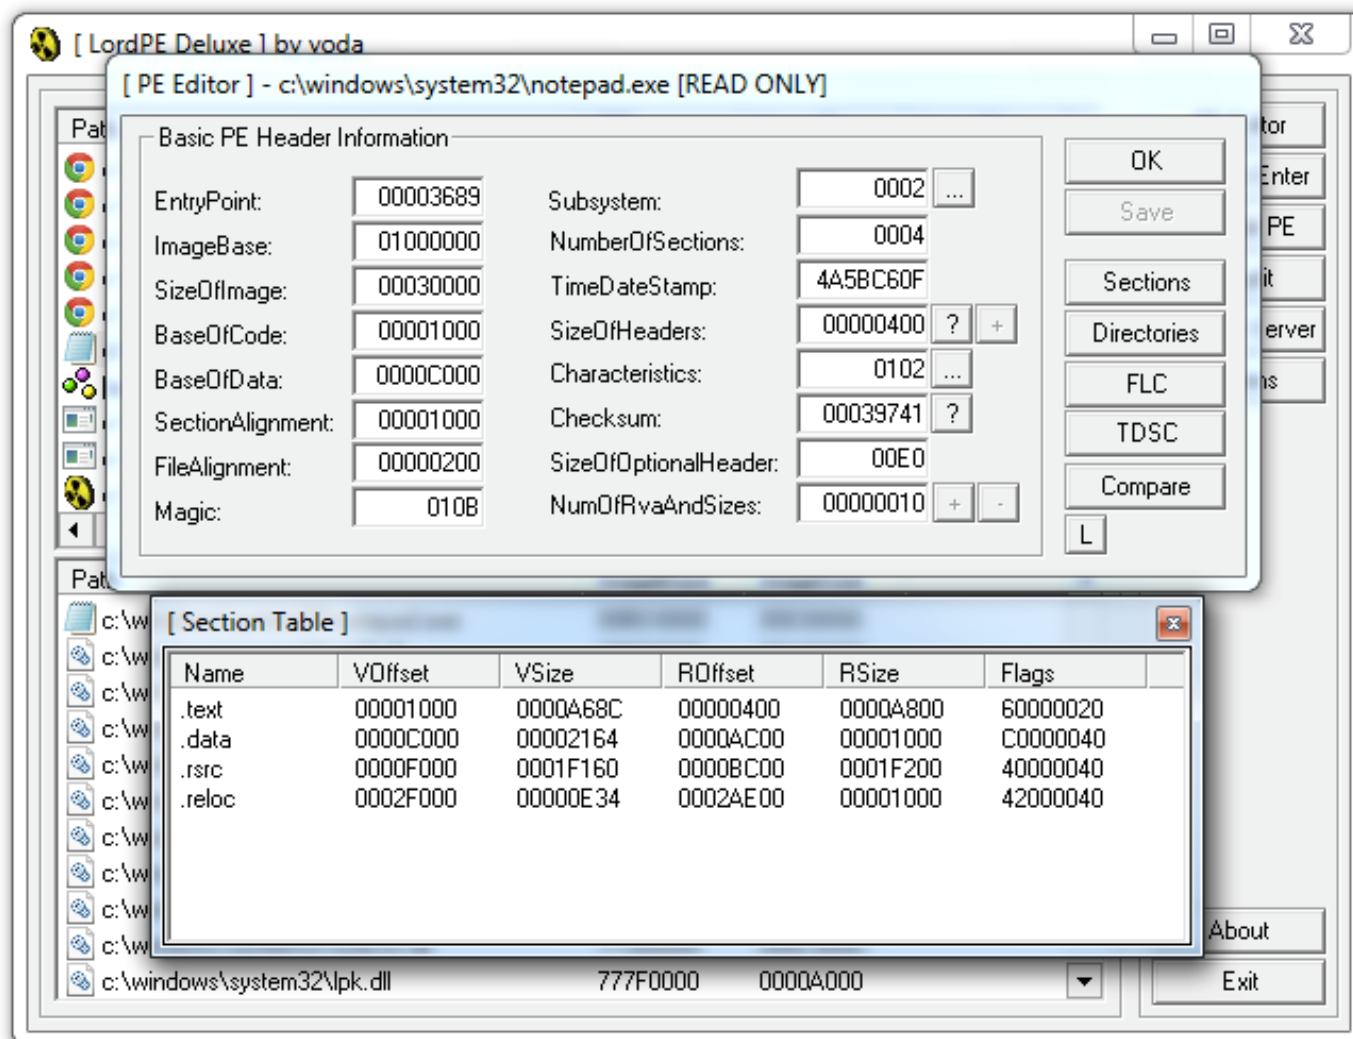 [ LordPE Deluxe ] by yoda
[ PE Editor ] - c:\windows\system32\notepad.exe [READ ONLY]
Basic PE Header Information
EntryPoint: 00003689 Subsystem: 0002 ...
ImageBase: 01000000 NumberOfSections: 0004
SizeOfImage: 00030000 TimeDateStamp: 4A5BC60F
BaseOfCode: 00001000 SizeOfHeaders: 00000400 ? +
BaseOfData: 0000C000 Characteristics: 0102 ...
SectionAlignment: 00001000 Checksum: 00039741 ?
FileAlignment: 00000200 SizeOfOptionalHeader: 00E0
Magic: 010B NumOfRvaAndSizes: 00000010 + -
OK
Save
Sections
Directories
FLC
TDSC
Compare
L
Enter
PE
[ Section Table ]
Name VOffset VSize ROffset RSize Flags
.text 00001000 0000A68C 00000400 0000A800 60000020
.data 0000C000 00002164 0000AC00 00001000 C0000040
.rsrc 0000F000 0001F160 0000BC00 0001F200 40000040
.reloc 0002F000 00000E34 0002AE00 00001000 42000040
c:\windows\system32\lpk.dll 777F0000 0000A000
About
Exit